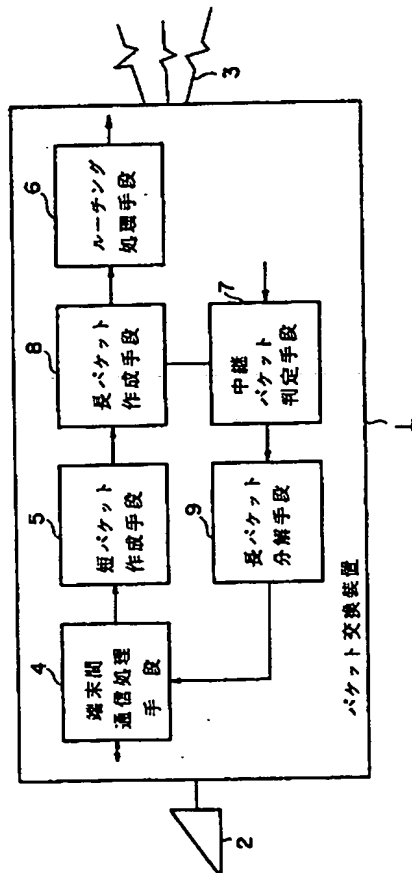 4
端末間
通信処理
手段
5
短パケット
作成手段
8
長パケット
作成手段
6
ルーチング
処理手段
3
9
長パケット
分解手段
7
中継
パケット
判定手段
2
パケット交換装置
1